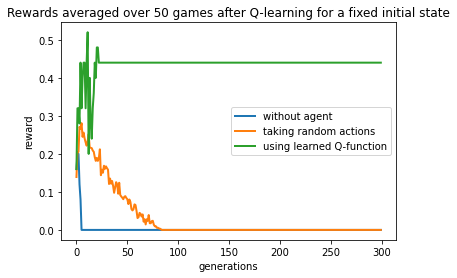 Rewards averaged over 50 games after Q-learning for a fixed initial state
reward
0.5
0.4
0.3
0.2
0.1
0.0
without agent
taking random actions
using learned Q-function
0 50 100 150 200 250 300
generations